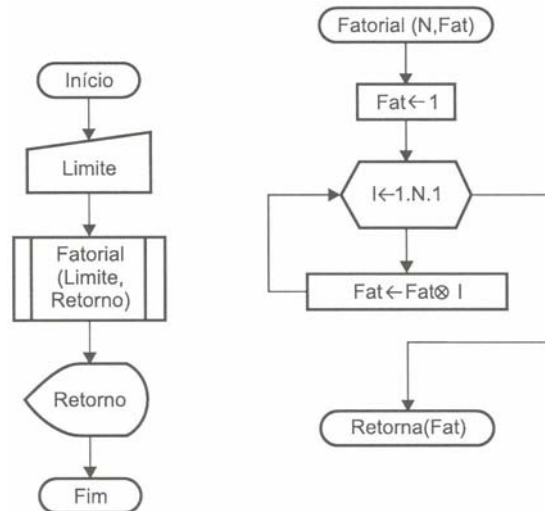 Início
Limite
Fatorial
(Limite,
Retorno)
Retorno
Fim
Fatorial (N,Fat)
Fat←1
I←1.N.1
Fat←Fat⊗ I
Retorna(Fat)